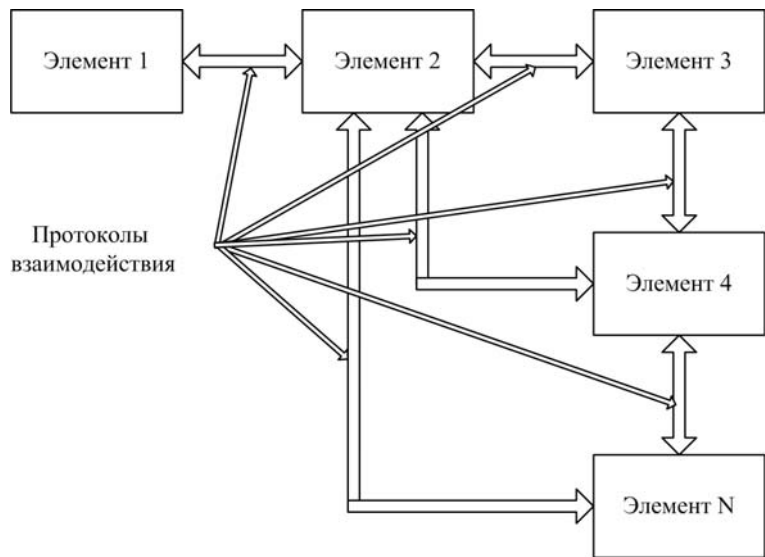 Элемент 1
Элемент 2
Элемент 3
Протоколы
взаимодействия
Элемент 4
Элемент N